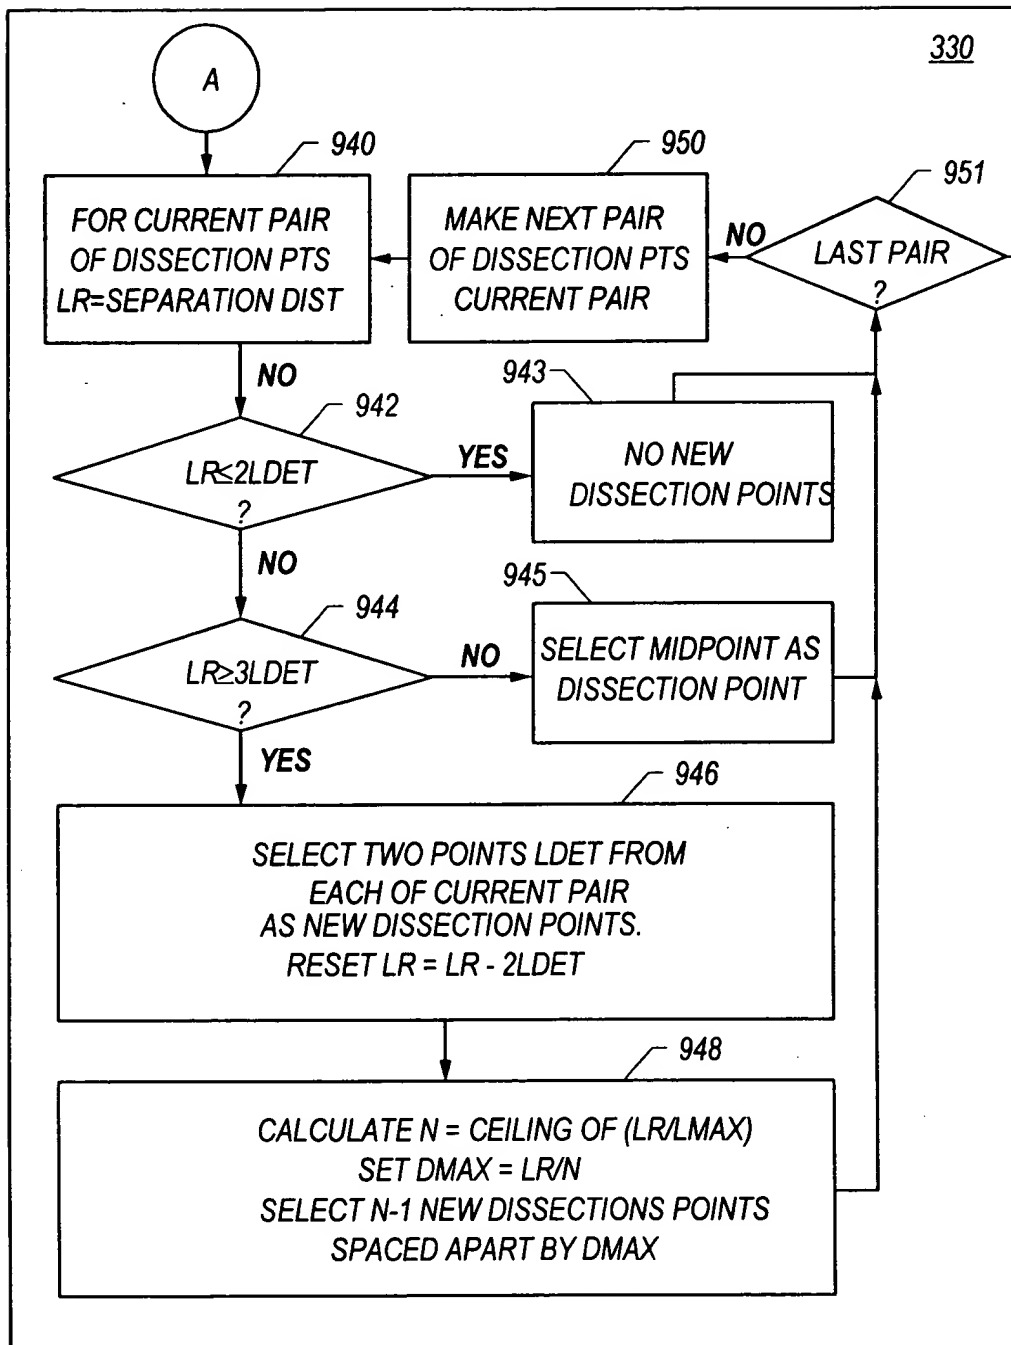 330
A
940
950
951
FOR CURRENT PAIR
OF DISSECTION PTS
LR=SEPARATION DIST
MAKE NEXT PAIR
OF DISSECTION PTS
CURRENT PAIR
NO
LAST PAIR
?
NO
942
943
LR≤2LDET
?
YES
NO NEW
DISSECTION POINTS
NO
944
945
LR≥3LDET
?
NO
SELECT MIDPOINT AS
DISSECTION POINT
YES
946
SELECT TWO POINTS LDET FROM
EACH OF CURRENT PAIR
AS NEW DISSECTION POINTS.
RESET LR = LR - 2LDET
948
CALCULATE N = CEILING OF (LR/LMAX)
SET DMAX = LR/N
SELECT N-1 NEW DISSECTIONS POINTS
SPACED APART BY DMAX